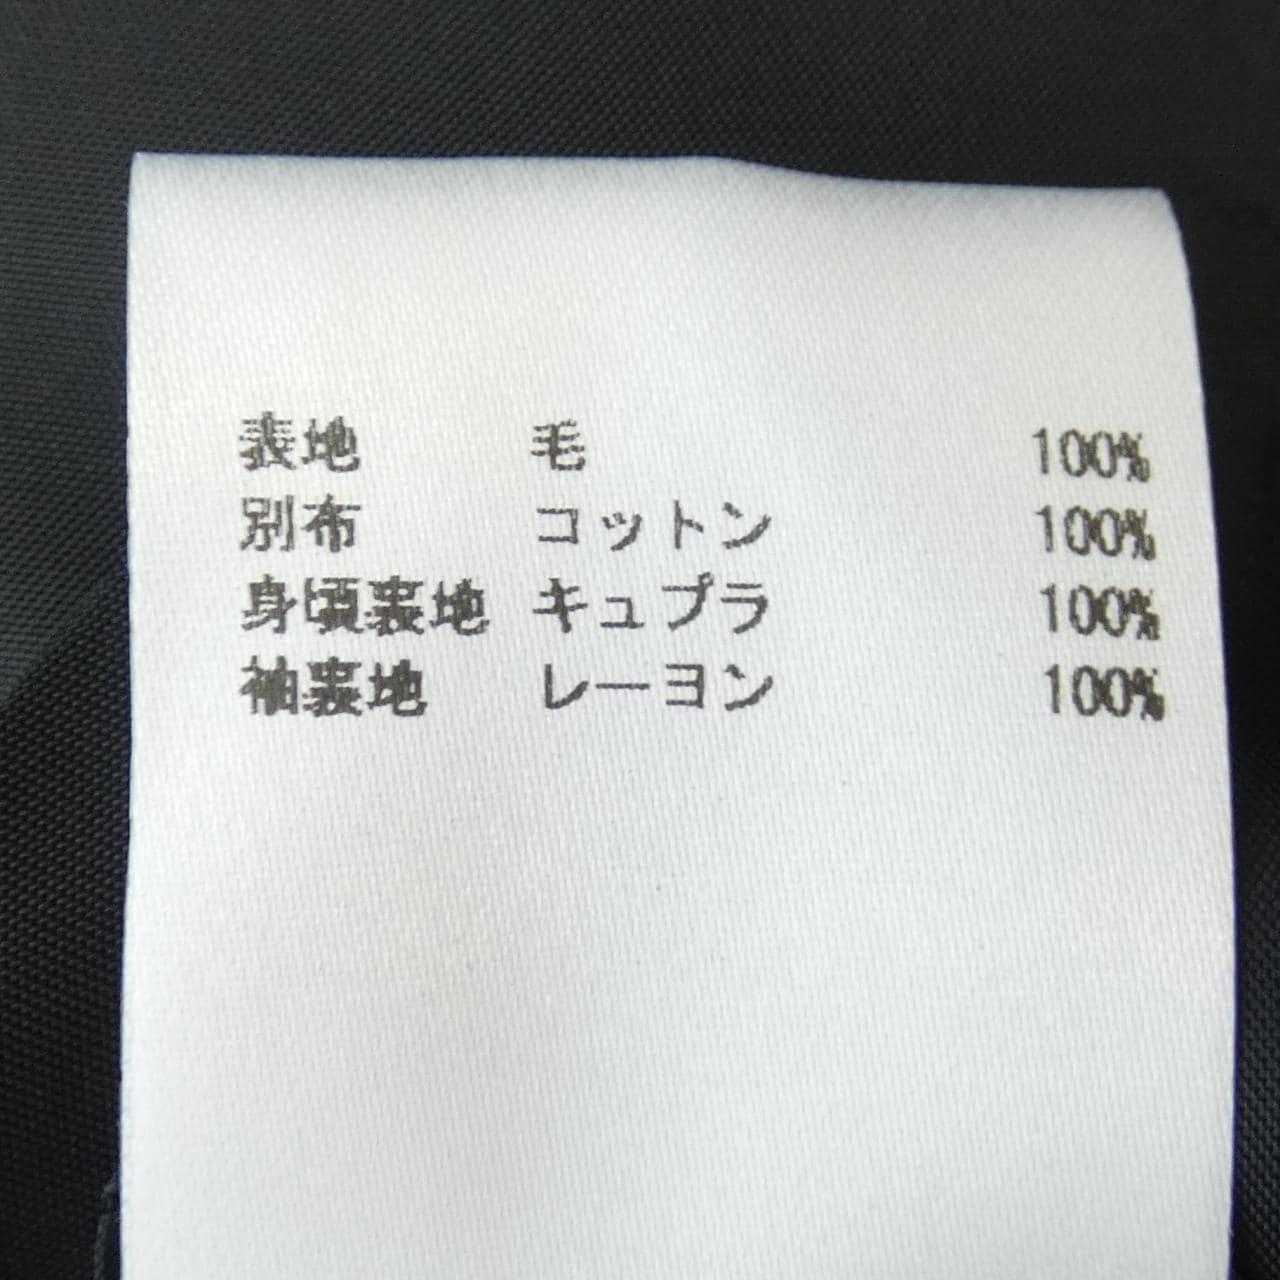 表地 毛 100%
別布 コットン 100%
身頃裏地 キュプラ 100%
袖裏地 レーヨン 100%